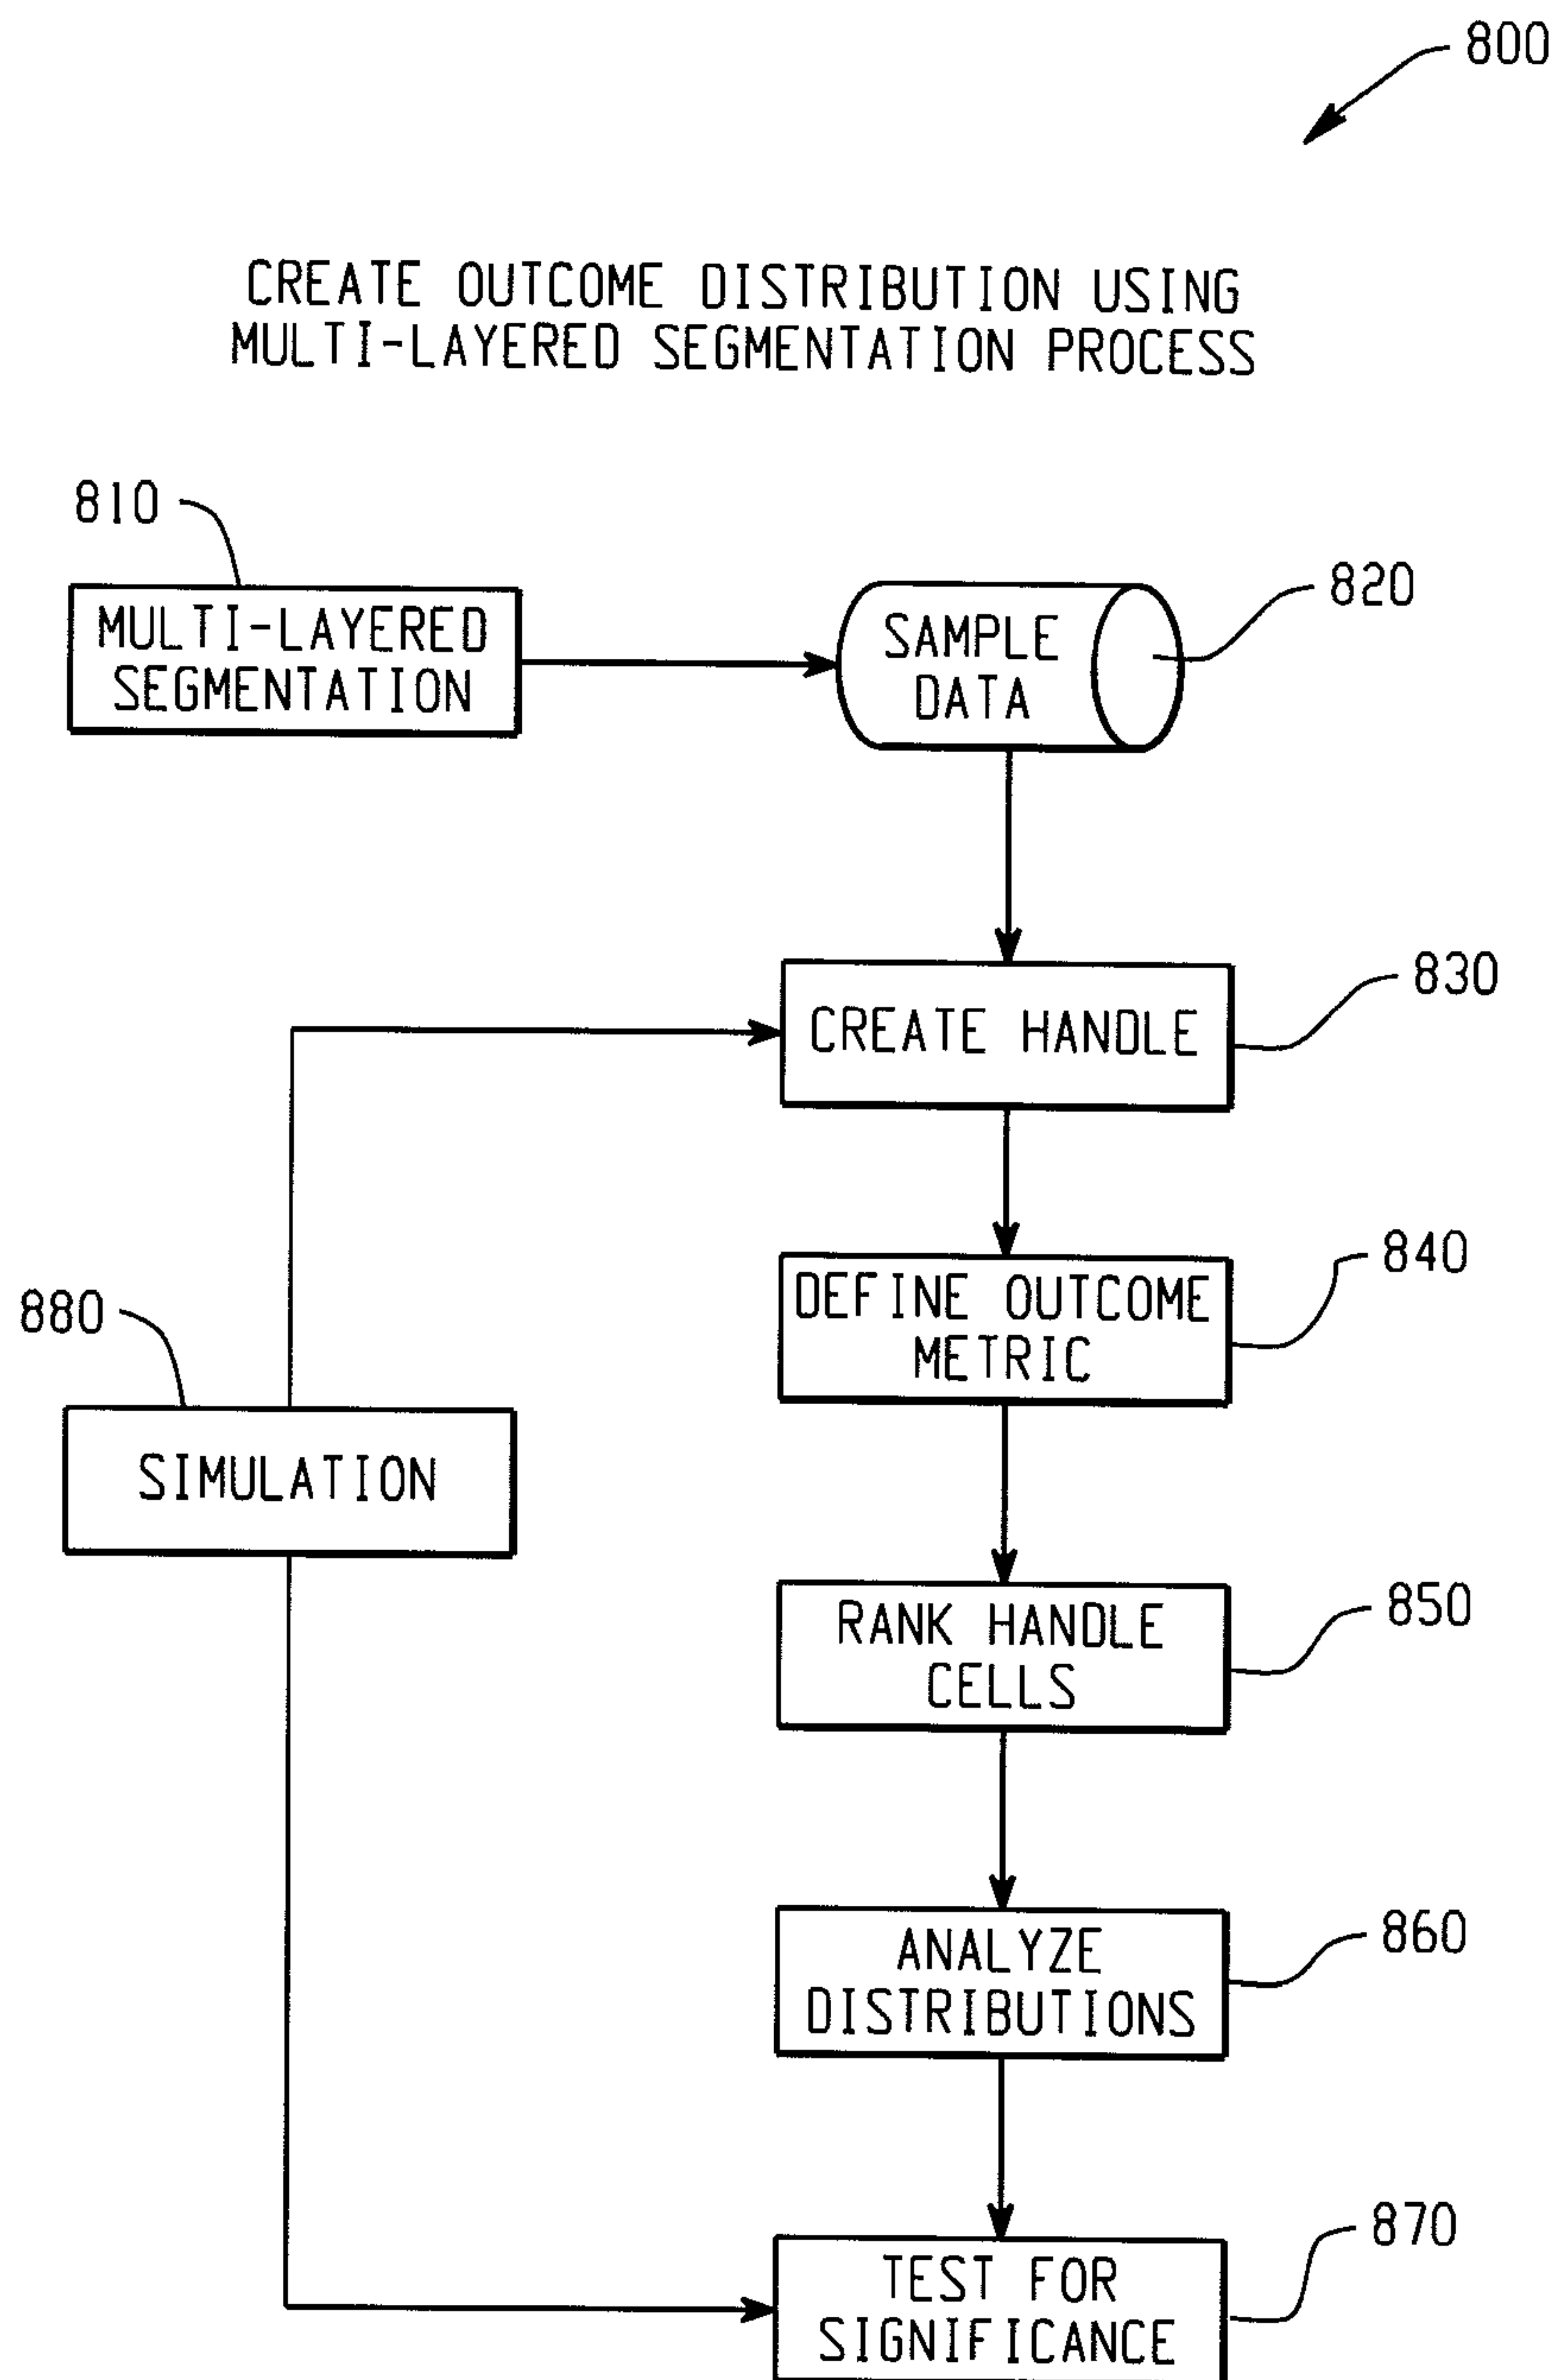 800
CREATE OUTCOME DISTRIBUTION USING
MULTI-LAYERED SEGMENTATION PROCESS
810
MULTI-LAYERED
SEGMENTATION
SAMPLE
DATA
820
CREATE HANDLE
830
DEFINE OUTCOME
METRIC
840
880
SIMULATION
RANK HANDLE
CELLS
850
ANALYZE
DISTRIBUTIONS
860
TEST FOR
SIGNIFICANCE
870